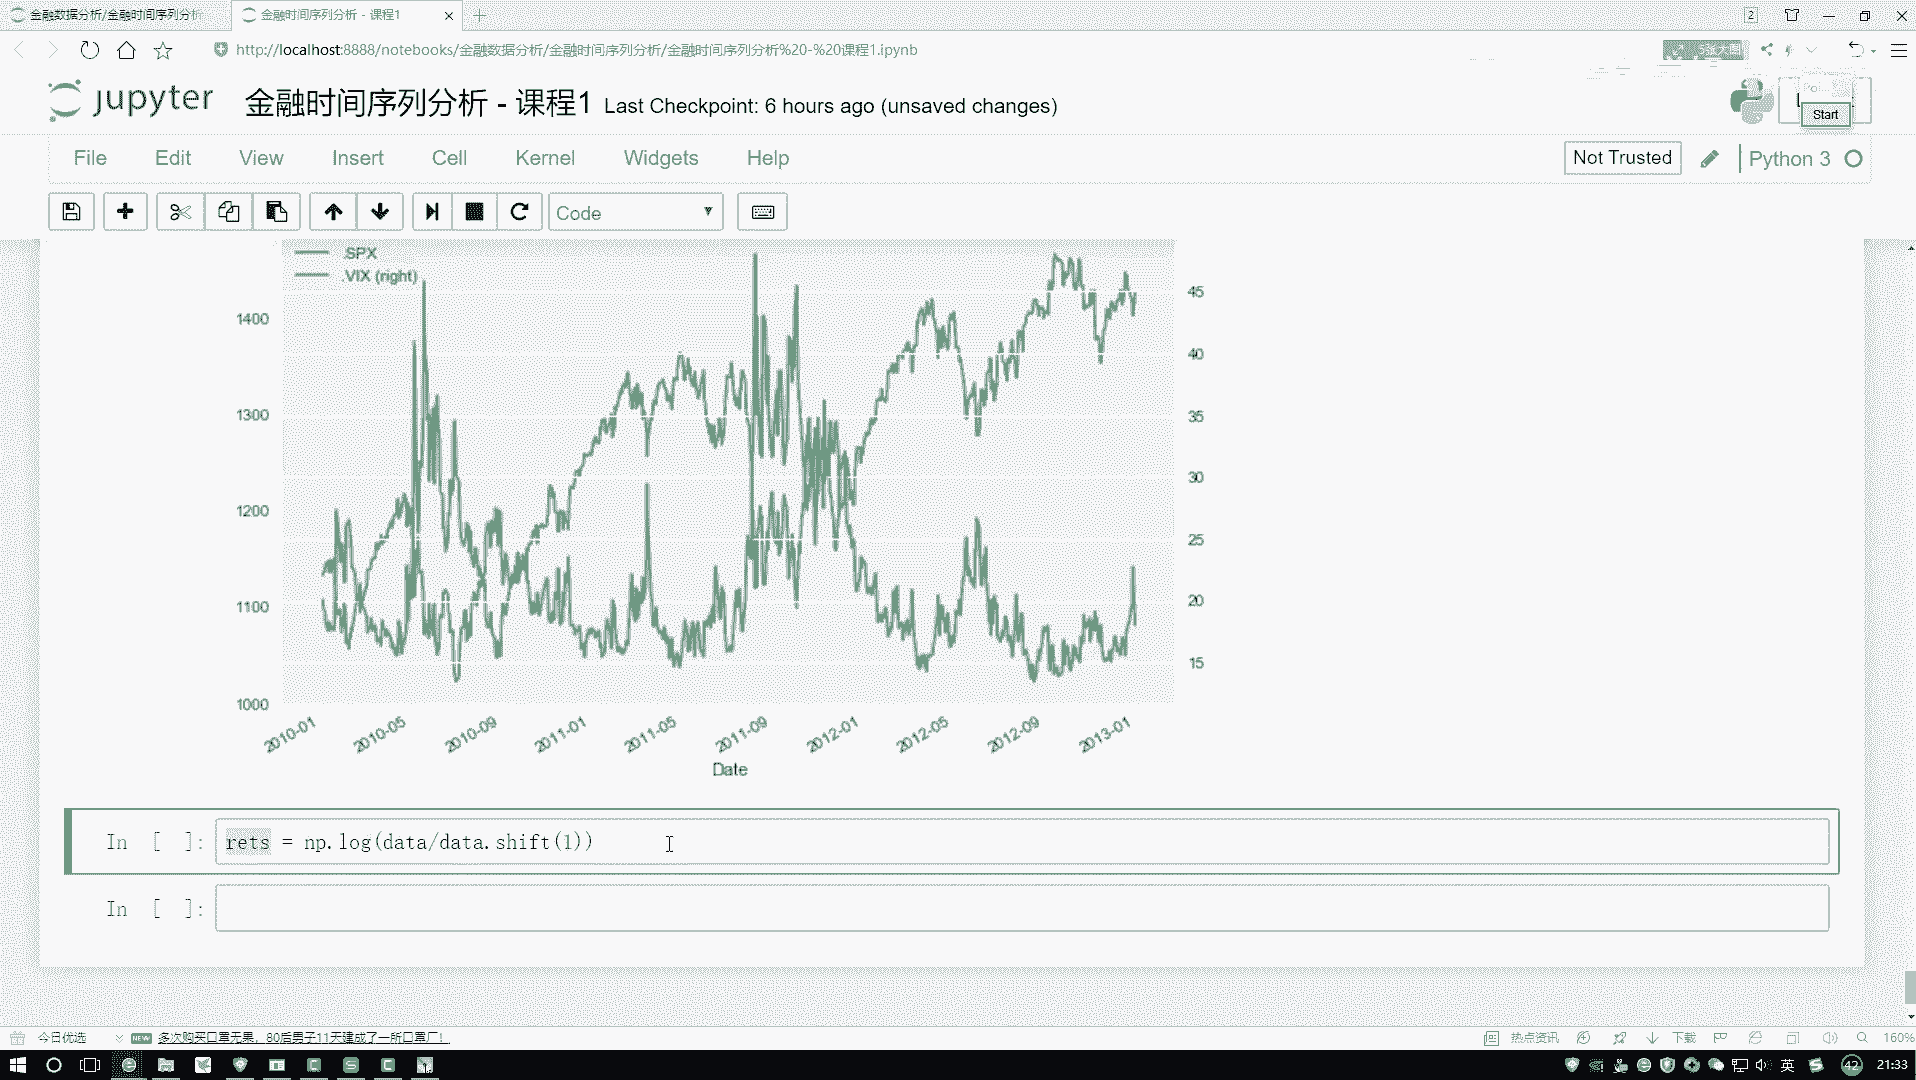 金融数据分析/金融时间序列分析
金融时间序列分析 - 课程1
2
http://localhost:8888/notebooks/金融数据分析/金融时间序列分析/金融时间序列分析%20-%20课程1.ipynb
5张大图
jupyter
金融时间序列分析 - 课程1 Last Checkpoint: 6 hours ago (unsaved changes)
Start
File Edit View Insert Cell Kernel Widgets Help
Not Trusted
Python 3
Code
.SPX
.VIX (right)
1400
1300
1200
1100
1000
45
40
35
30
25
20
15
2010-01 2010-05 2010-09 2011-01 2011-05 2011-09 2012-01 2012-05 2012-09 2013-01
Date
In [ ]: rets = np.log(data/data.shift(1))
In [ ]:
今日优选
NEW
多次购买口罩无果,80后男子11天建成了一所口罩厂!
热点资讯
下载
160%
英
42
21:33